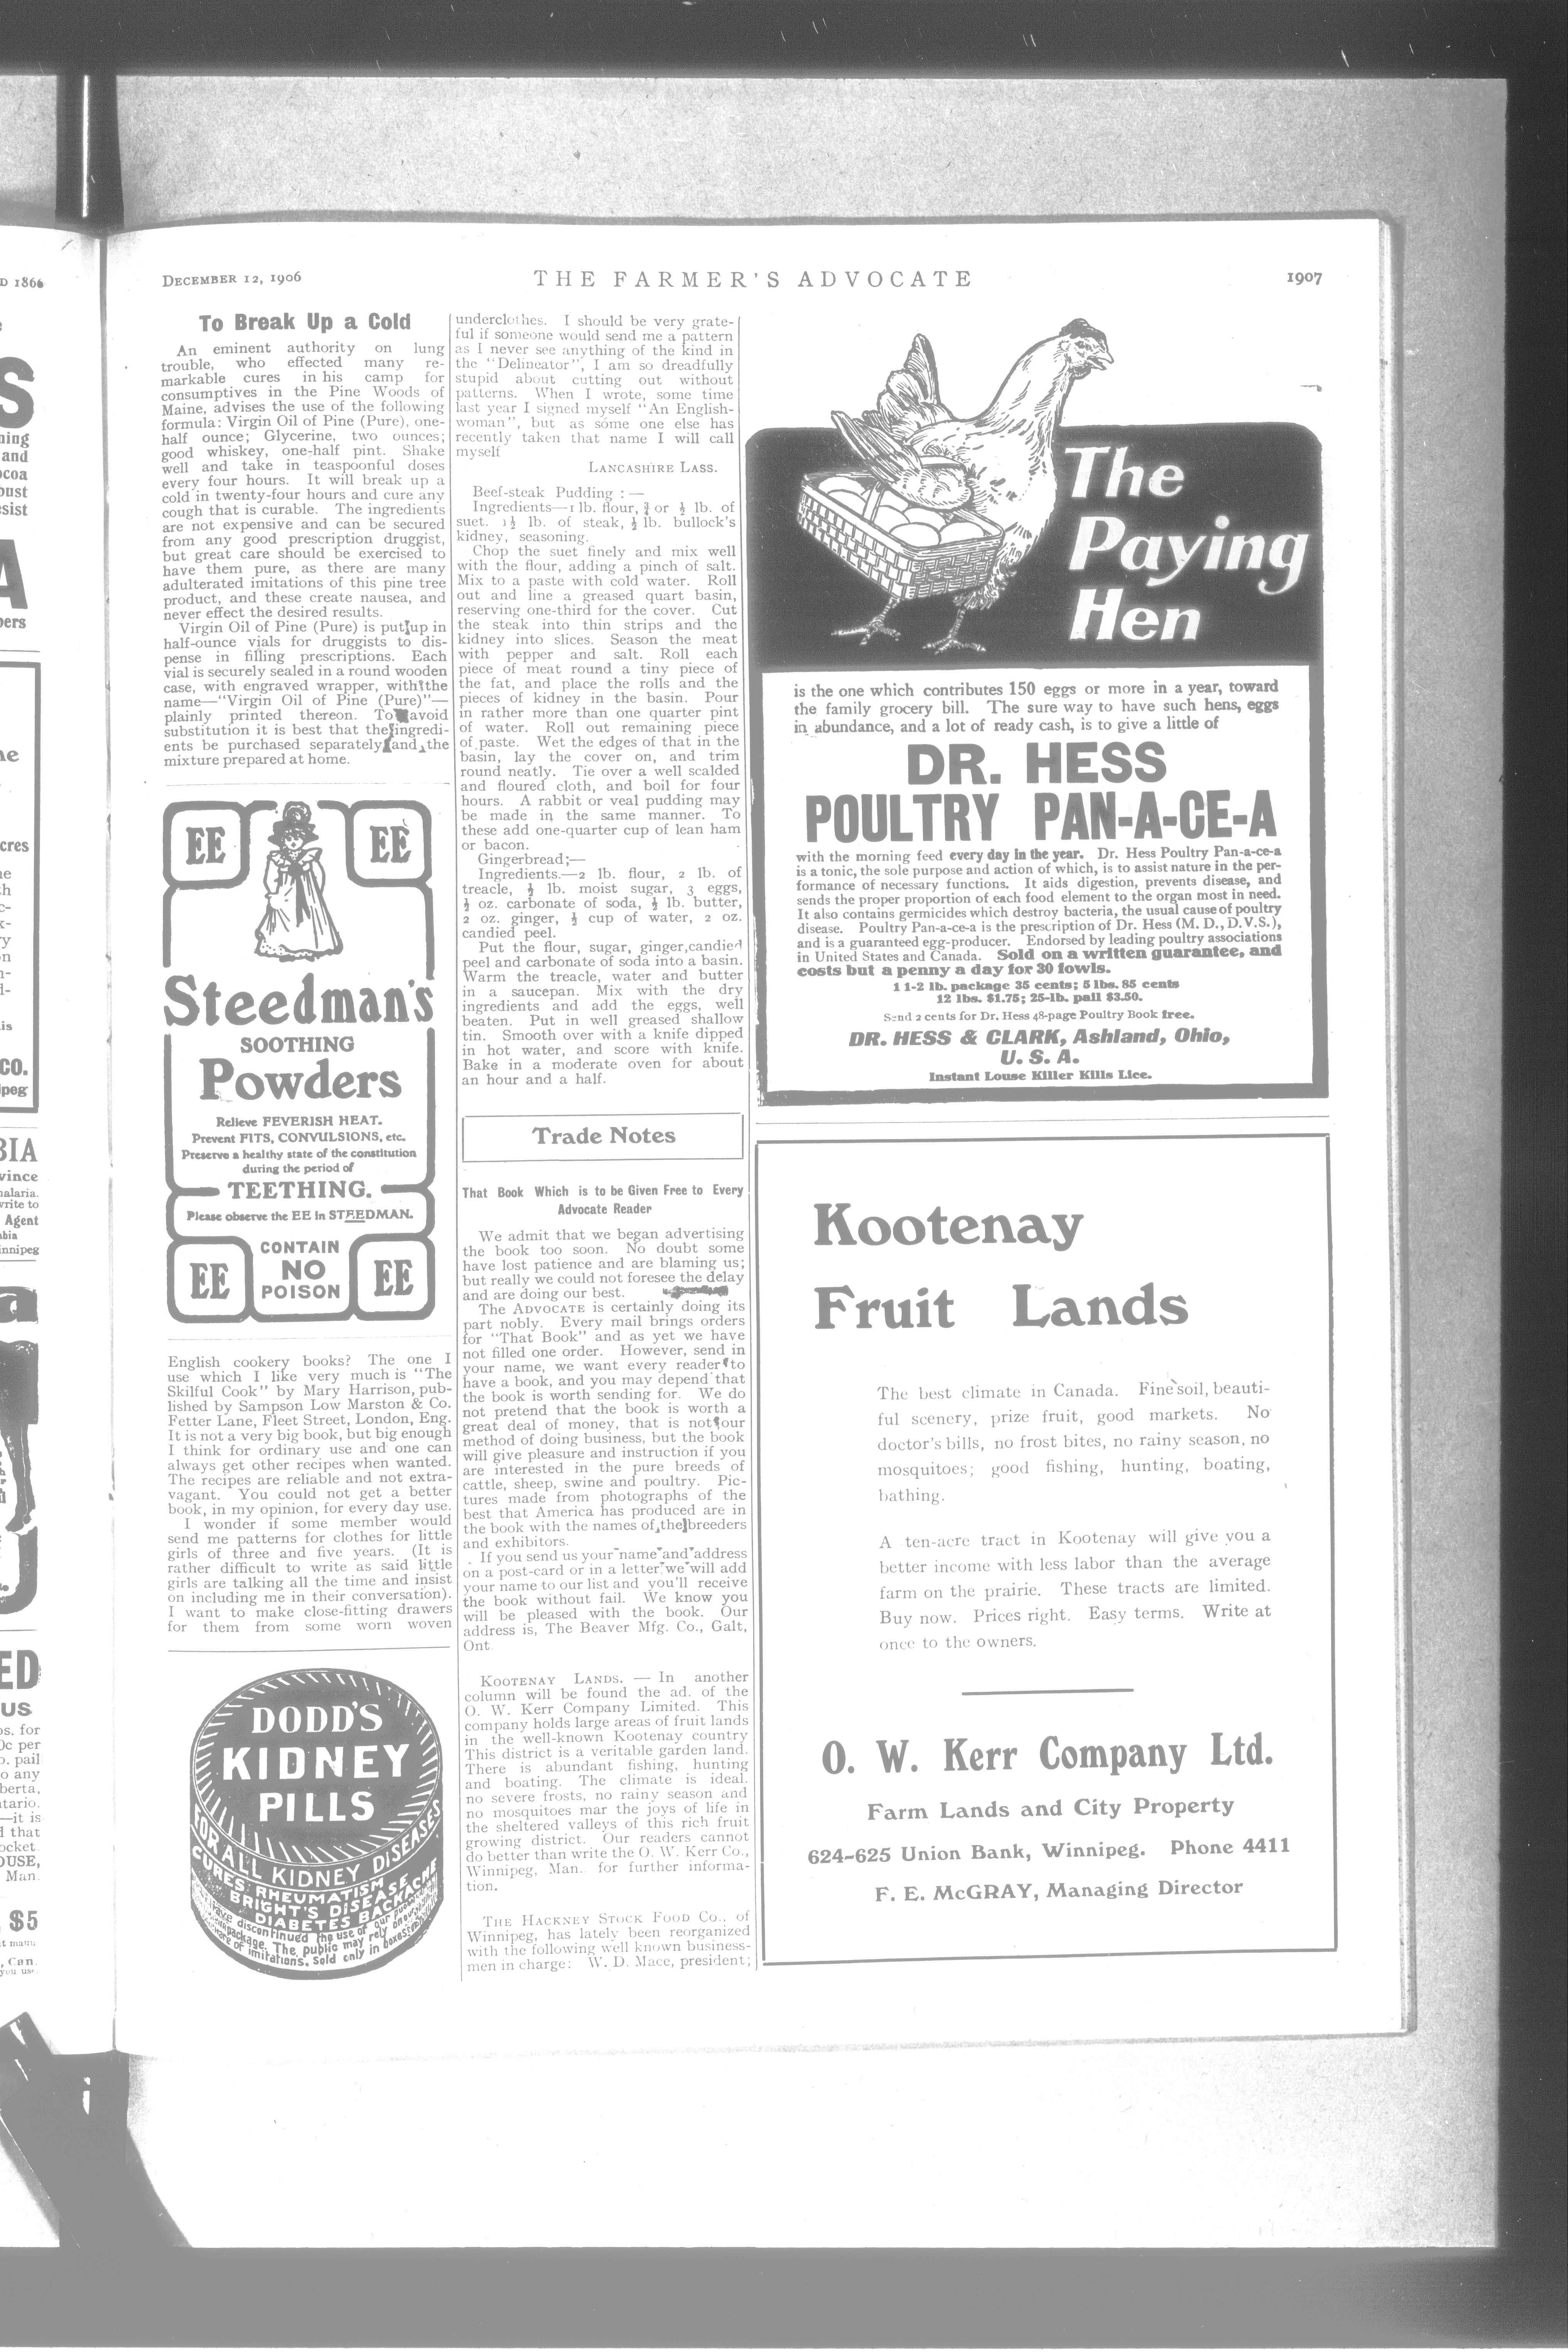 DECEMBER 12, 1906
THE FARMER'S ADVOCATE
1907
To Break Up a Cold
An eminent authority on lung
trouble, who effected many re-
markable cures in his camp for
consumptives in the Pine Woods of
Maine, advises the use of the following
formula: Virgin Oil of Pine (Pure), one-
half ounce; Glycerine, two ounces;
good whiskey, one-half pint. Shake
well and take in teaspoonful doses
every four hours. It will break up a
cold in twenty-four hours and cure any
cough that is curable. The ingredients
are not expensive and can be secured
from any good prescription druggist,
but great care should be exercised to
have them pure, as there are many
adulterated imitations of this pine tree
product, and these create nausea, and
never effect the desired results.
Virgin Oil of Pine (Pure) is put up in
half-ounce vials for druggists to dis-
pense in filling prescriptions. Each
vial is securely sealed in a round wooden
case, with engraved wrapper, with the
name—"Virgin Oil of Pine (Pure)"—
plainly printed thereon. To avoid
substitution it is best that the ingredi-
ents be purchased separately and the
mixture prepared at home.
EE EE
Steedman's
SOOTHING
Powders
Relieve FEVERISH HEAT.
Prevent FITS, CONVULSIONS, etc.
Preserve a healthy state of the constitution
during the period of
TEETHING.
Please observe the EE in STEEDMAN.
EE EE
CONTAIN
NO
POISON
English cookery books? The one I
use which I like very much is "The
Skilful Cook" by Mary Harrison, pub-
lished by Sampson Low Marston & Co.
Fetter Lane, Fleet Street, London, Eng.
It is not a very big book, but big enough
I think for ordinary use and one can
always get other recipes when wanted.
The recipes are reliable and not extra-
vagant. You could not get a better
book, in my opinion, for every day use.
I wonder if some member would
send me patterns for clothes for little
girls of three and five years. (It is
rather difficult to write as said little
girls are talking all the time and insist
on including me in their conversation).
I want to make close-fitting drawers
for them from some worn woven
DODD'S
KIDNEY
PILLS
FOR ALL KIDNEY DISEASES
CURES RHEUMATISM
BRIGHT'S DISEASE
DIABETES BACKACHE
have discontinued the use of our
package. The public may rely on
imitations. Sold only in boxes
underclothes. I should be very grate-
ful if someone would send me a pattern
as I never see anything of the kind in
the "Delineator", I am so dreadfully
stupid about cutting out without
patterns. When I wrote, some time
last year I signed myself "An English-
woman", but as some one else has
recently taken that name I will call
myself
LANCASHIRE LASS.
Beef-steak Pudding :—
Ingredients—1 lb. flour, ¾ or ½ lb. of
suet. 1½ lb. of steak, ½ lb. bullock's
kidney, seasoning.
Chop the suet finely and mix well
with the flour, adding a pinch of salt.
Mix to a paste with cold water. Roll
out and line a greased quart basin,
reserving one-third for the cover. Cut
the steak into thin strips and the
kidney into slices. Season the meat
with pepper and salt. Roll each
piece of meat round a tiny piece of
the fat, and place the rolls and the
pieces of kidney in the basin. Pour
in rather more than one quarter pint
of water. Roll out remaining piece
of paste. Wet the edges of that in the
basin, lay the cover on, and trim
round neatly. Tie over a well scalded
and floured cloth, and boil for four
hours. A rabbit or veal pudding may
be made in the same manner. To
these add one-quarter cup of lean ham
or bacon.
Gingerbread;—
Ingredients.—2 lb. flour, 2 lb. of
treacle, ½ lb. moist sugar, 3 eggs,
½ oz. carbonate of soda, ½ lb. butter,
2 oz. ginger, ½ cup of water, 2 oz.
candied peel.
Put the flour, sugar, ginger,candied
peel and carbonate of soda into a basin.
Warm the treacle, water and butter
in a saucepan. Mix with the dry
ingredients and add the eggs, well
beaten. Put in well greased shallow
tin. Smooth over with a knife dipped
in hot water, and score with knife.
Bake in a moderate oven for about
an hour and a half.
Trade Notes
That Book Which is to be Given Free to Every
Advocate Reader
We admit that we began advertising
the book too soon. No doubt some
have lost patience and are blaming us;
but really we could not foresee the delay
and are doing our best.
The ADVOCATE is certainly doing its
part nobly. Every mail brings orders
for "That Book" and as yet we have
not filled one order. However, send in
your name, we want every reader to
have a book, and you may depend that
the book is worth sending for. We do
not pretend that the book is worth a
great deal of money, that is not our
method of doing business, but the book
will give pleasure and instruction if you
are interested in the pure breeds of
cattle, sheep, swine and poultry. Pic-
tures made from photographs of the
best that America has produced are in
the book with the names of the breeders
and exhibitors.
If you send us your name and address
on a post-card or in a letter we will add
your name to our list and you'll receive
the book without fail. We know you
will be pleased with the book. Our
address is, The Beaver Mfg. Co., Galt,
Ont
KOOTENAY LANDS. — In another
column will be found the ad. of the
O. W. Kerr Company Limited. This
company holds large areas of fruit lands
in the well-known Kootenay country
This district is a veritable garden land.
There is abundant fishing, hunting
and boating. The climate is ideal.
no severe frosts, no rainy season and
no mosquitoes mar the joys of life in
the sheltered valleys of this rich fruit
growing district. Our readers cannot
do better than write the O. W. Kerr Co.,
Winnipeg, Man. for further informa-
tion.
THE HACKNEY STOCK FOOD CO., of
Winnipeg, has lately been reorganized
with the following well known business-
men in charge: W. D. Mace, president;
The
Paying
Hen
is the one which contributes 150 eggs or more in a year, toward
the family grocery bill. The sure way to have such hens, eggs
in abundance, and a lot of ready cash, is to give a little of
DR. HESS
POULTRY PAN-A-CE-A
with the morning feed every day in the year. Dr. Hess Poultry Pan-a-ce-a
is a tonic, the sole purpose and action of which, is to assist nature in the per-
formance of necessary functions. It aids digestion, prevents disease, and
sends the proper proportion of each food element to the organ most in need.
It also contains germicides which destroy bacteria, the usual cause of poultry
disease. Poultry Pan-a-ce-a is the prescription of Dr. Hess (M. D., D.V.S.),
and is a guaranteed egg-producer. Endorsed by leading poultry associations
in United States and Canada. Sold on a written guarantee, and
costs but a penny a day for 30 fowls.
1 1-2 lb. package 35 cents; 5 lbs. 85 cents
12 lbs. $1.75; 25-lb. pail $3.50.
Send 2 cents for Dr. Hess 48-page Poultry Book free.
DR. HESS & CLARK, Ashland, Ohio,
U. S. A.
Instant Louse Killer Kills Lice.
Kootenay
Fruit Lands
The best climate in Canada. Fine soil, beauti-
ful scenery, prize fruit, good markets. No
doctor's bills, no frost bites, no rainy season, no
mosquitoes; good fishing, hunting, boating,
bathing.
A ten-acre tract in Kootenay will give you a
better income with less labor than the average
farm on the prairie. These tracts are limited.
Buy now. Prices right. Easy terms. Write at
once to the owners.
O. W. Kerr Company Ltd.
Farm Lands and City Property
624-625 Union Bank, Winnipeg. Phone 4411
F. E. McGRAY, Managing Director